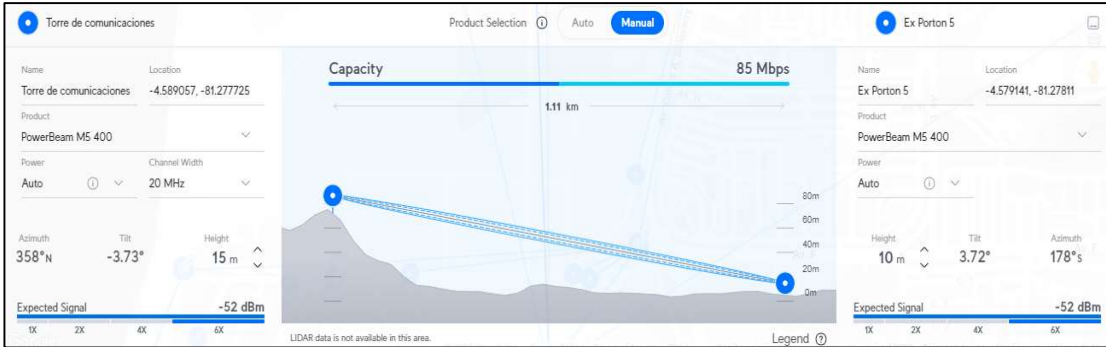 Torre de comunicaciones
Product Selection ⓘ Auto Manual
Ex Porton 5
Name Location
Torre de comunicaciones -4.589057, -81.277725
Product
PowerBeam M5 400
Power Channel Width
Auto ⓘ 20 MHz
Azimuth Tilt Height
358°N -3.73° 15 m
Expected Signal -52 dBm
1X 2X 4X 6X
Capacity 85 Mbps
1.11 km
80m
60m
40m
20m
0m
LIDAR data is not available in this area.
Legend ?
Name Location
Ex Porton 5 -4.579141, -81.27811
Product
PowerBeam M5 400
Power
Auto ⓘ
Height Tilt Azimuth
10 m 3.72° 178°S
Expected Signal -52 dBm
1X 2X 4X 6X